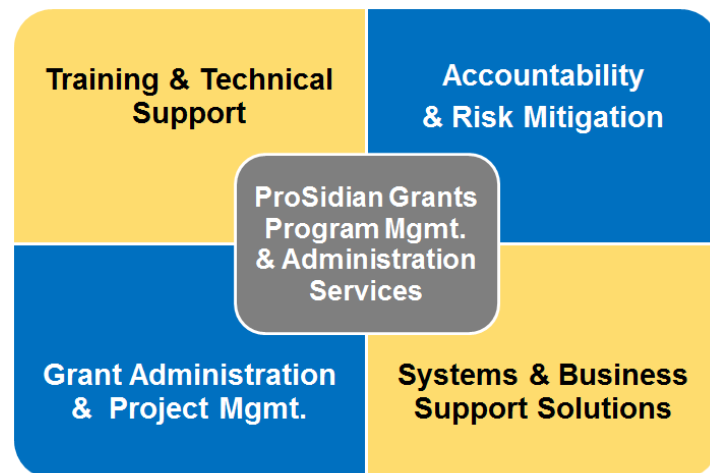 Training & Technical
Support
Accountability
& Risk Mitigation
ProSidian Grants
Program Mgmt.
& Administration
Services
Grant Administration
& Project Mgmt.
Systems & Business
Support Solutions